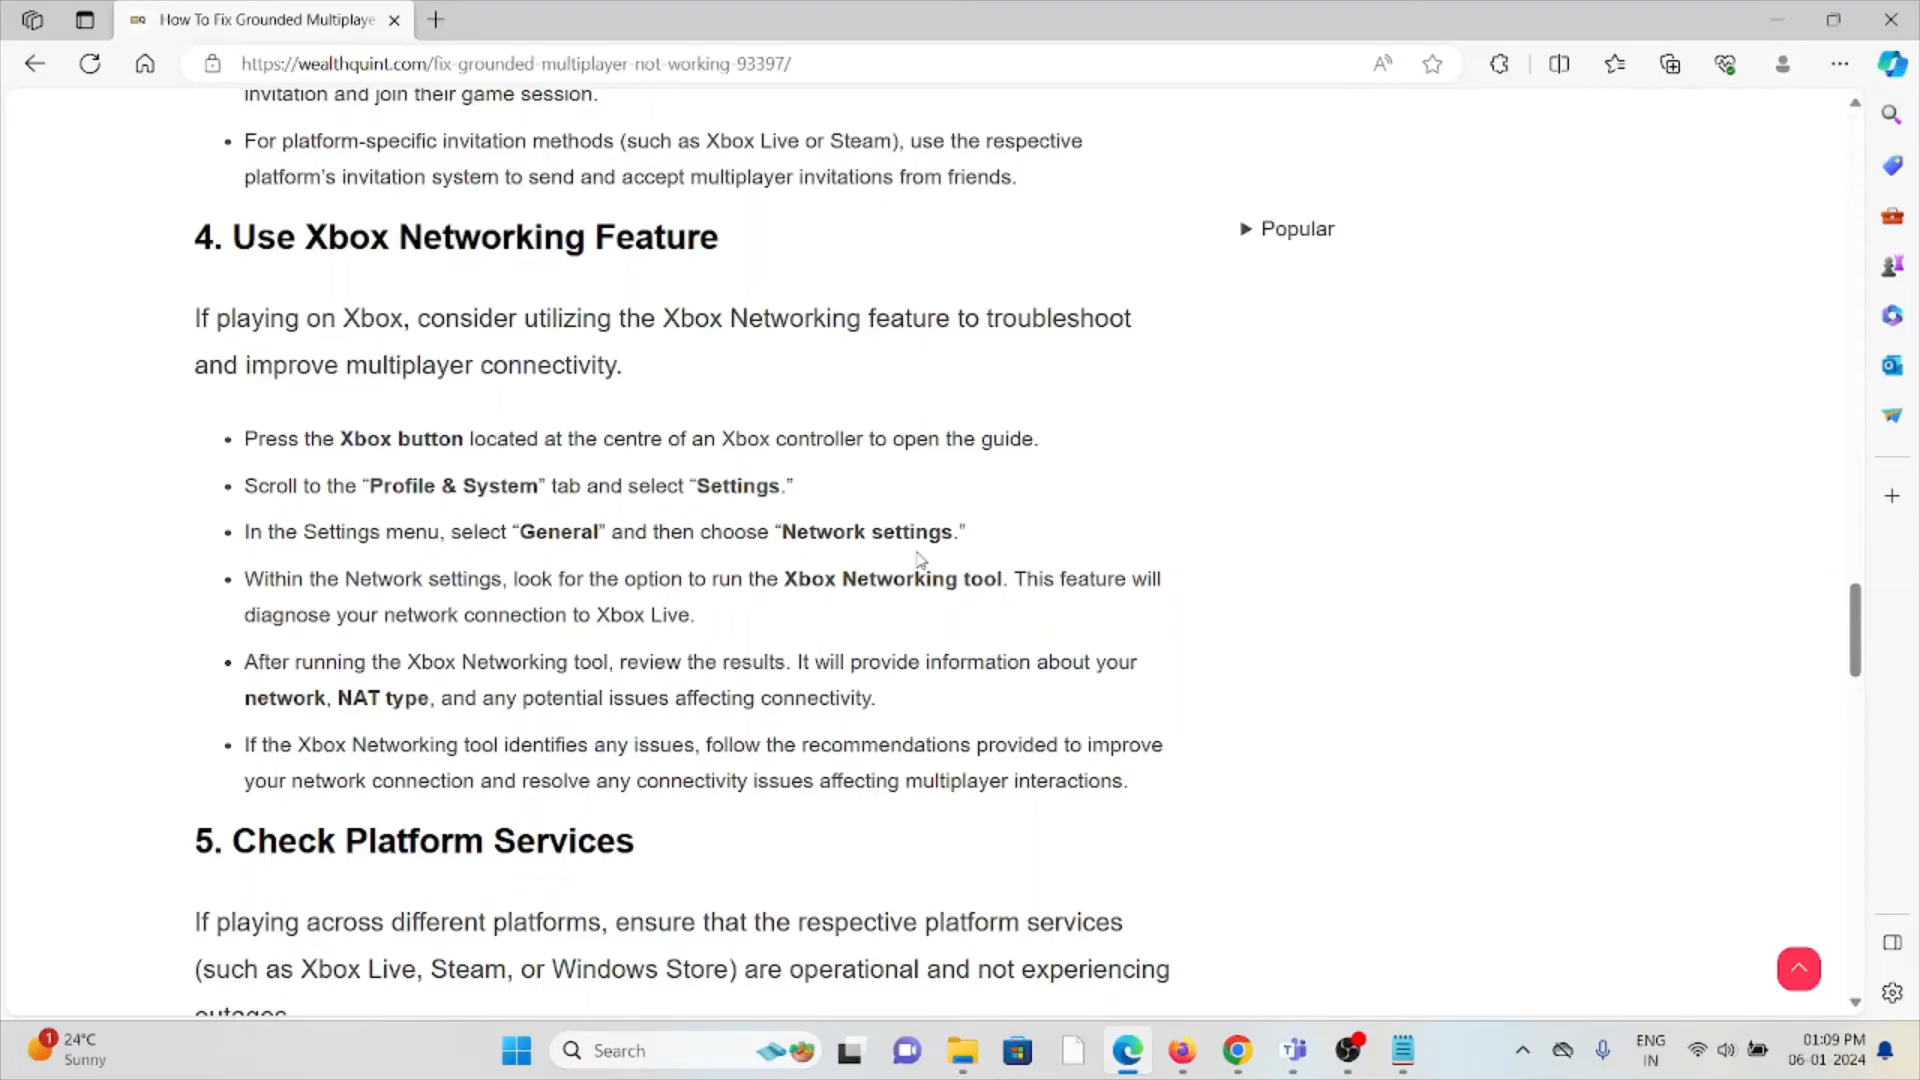 How To Fix Grounded Multiplaye
https://wealthquint.com/fix-grounded-multiplayer-not-working-93397/
invitation and join their game session.
• For platform-specific invitation methods (such as Xbox Live or Steam), use the respective
platform’s invitation system to send and accept multiplayer invitations from friends.
4. Use Xbox Networking Feature
▶ Popular
If playing on Xbox, consider utilizing the Xbox Networking feature to troubleshoot
and improve multiplayer connectivity.
• Press the Xbox button located at the centre of an Xbox controller to open the guide.
• Scroll to the “Profile & System” tab and select “Settings.”
• In the Settings menu, select “General” and then choose “Network settings.”
• Within the Network settings, look for the option to run the Xbox Networking tool. This feature will
diagnose your network connection to Xbox Live.
• After running the Xbox Networking tool, review the results. It will provide information about your
network, NAT type, and any potential issues affecting connectivity.
• If the Xbox Networking tool identifies any issues, follow the recommendations provided to improve
your network connection and resolve any connectivity issues affecting multiplayer interactions.
5. Check Platform Services
If playing across different platforms, ensure that the respective platform services
(such as Xbox Live, Steam, or Windows Store) are operational and not experiencing
outages
1
24°C
Sunny
Search
ENG
IN
01:09 PM
06-01-2024